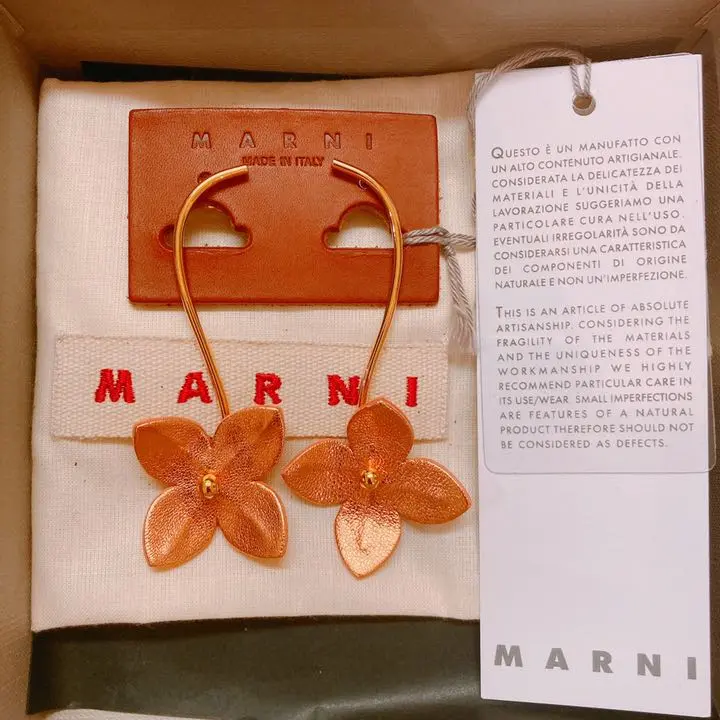 MARNI
MADE IN ITALY
MARNI
QUESTO È UN MANUFATTO CON
UN ALTO CONTENUTO ARTIGIANALE.
CONSIDERATA LA DELICATEZZA DEI
MATERIALI E L'UNICITÀ DELLA
LAVORAZIONE SUGGERIAMO UNA
PARTICOLARE CURA NELL'USO.
EVENTUALI IRREGOLARITÀ SONO DA
CONSIDERARSI UNA CARATTERISTICA
DEI COMPONENTI DI ORIGINE
NATURALE E NON UN'IMPERFEZIONE.
THIS IS AN ARTICLE OF ABSOLUTE
ARTISANSHIP. CONSIDERING THE
FRAGILITY OF THE MATERIALS
AND THE UNIQUENESS OF THE
WORKMANSHIP WE HIGHLY
RECOMMEND PARTICULAR CARE IN
ITS USE/WEAR. SMALL IMPERFECTIONS
ARE FEATURES OF A NATURAL
PRODUCT THEREFORE SHOULD NOT
BE CONSIDERED AS DEFECTS.
MARNI